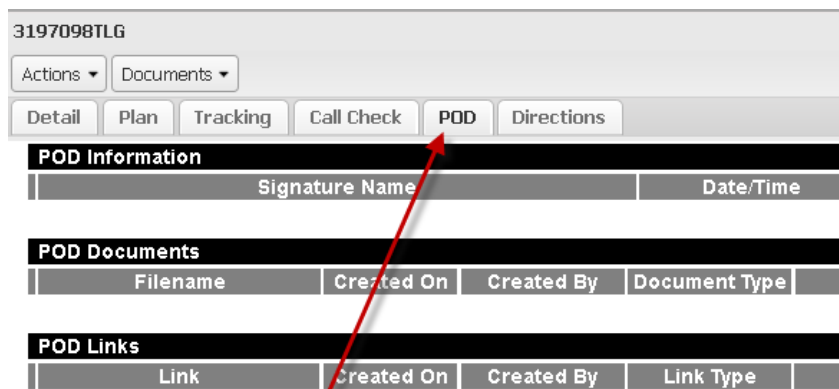 3197098TLG
Actions Documents
Detail Plan Tracking Call Check POD Directions
POD Information
Signature Name Date/Time
POD Documents
Filename Created On Created By Document Type
POD Links
Link Created On Created By Link Type